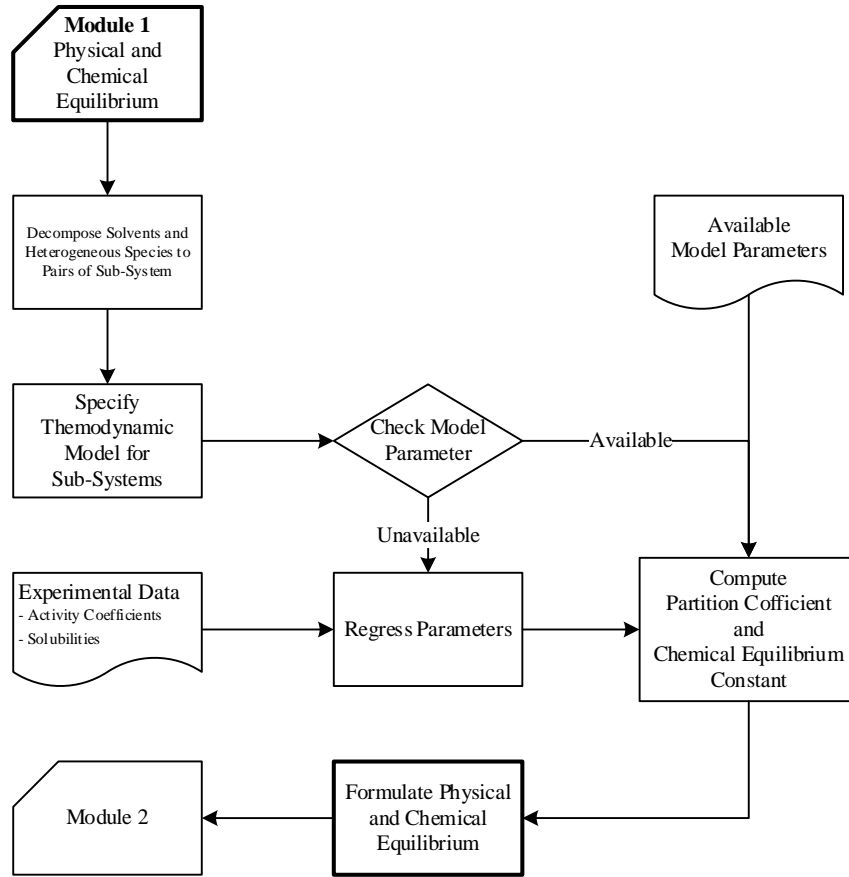 Module 1
Physical and
Chemical
Equilibrium
Decompose Solvents and
Heterogeneous Species to
Pairs of Sub-System
Available
Model Parameters
Specify
Themodynamic
Model for
Sub-Systems
Check Model
Parameter
Available
Unavailable
Experimental Data
- Activity Coefficients
- Solubilities
Regress Parameters
Compute
Partition Cofficient
and
Chemical Equilibrium
Constant
Module 2
Formulate Physical
and Chemical
Equilibrium